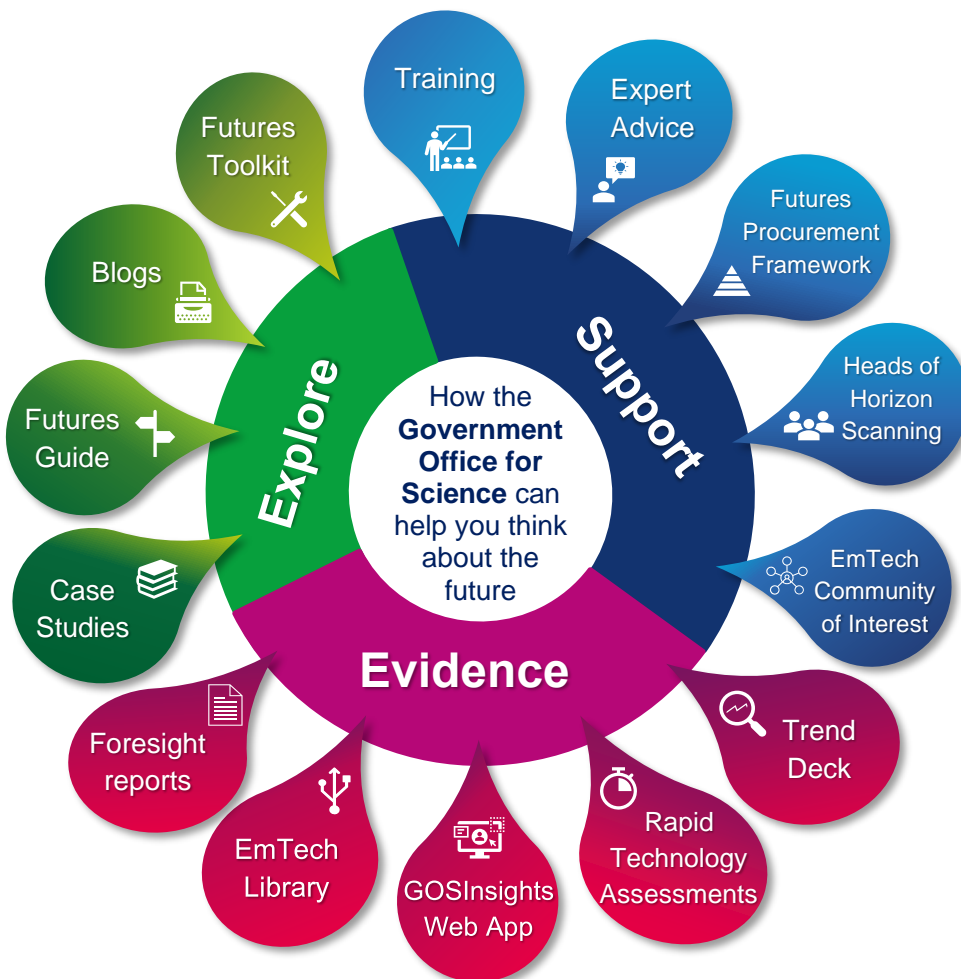 Training
Expert
Advice
Futures
Procurement
Framework
Heads of
Horizon
Scanning
EmTech
Community
of Interest
Trend
Deck
Rapid
Technology
Assessments
GOSInsights
Web App
EmTech
Library
Foresight
reports
Case
Studies
Futures
Guide
Blogs
Futures
Toolkit
Explore
Support
Evidence
How the
Government
Office for
Science can
help you think
about the
future